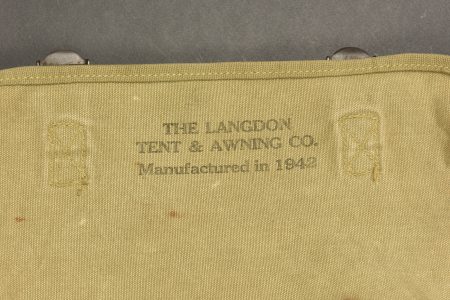 THE LANGDON
TENT & AWNING CO.
Manufactured in 1942